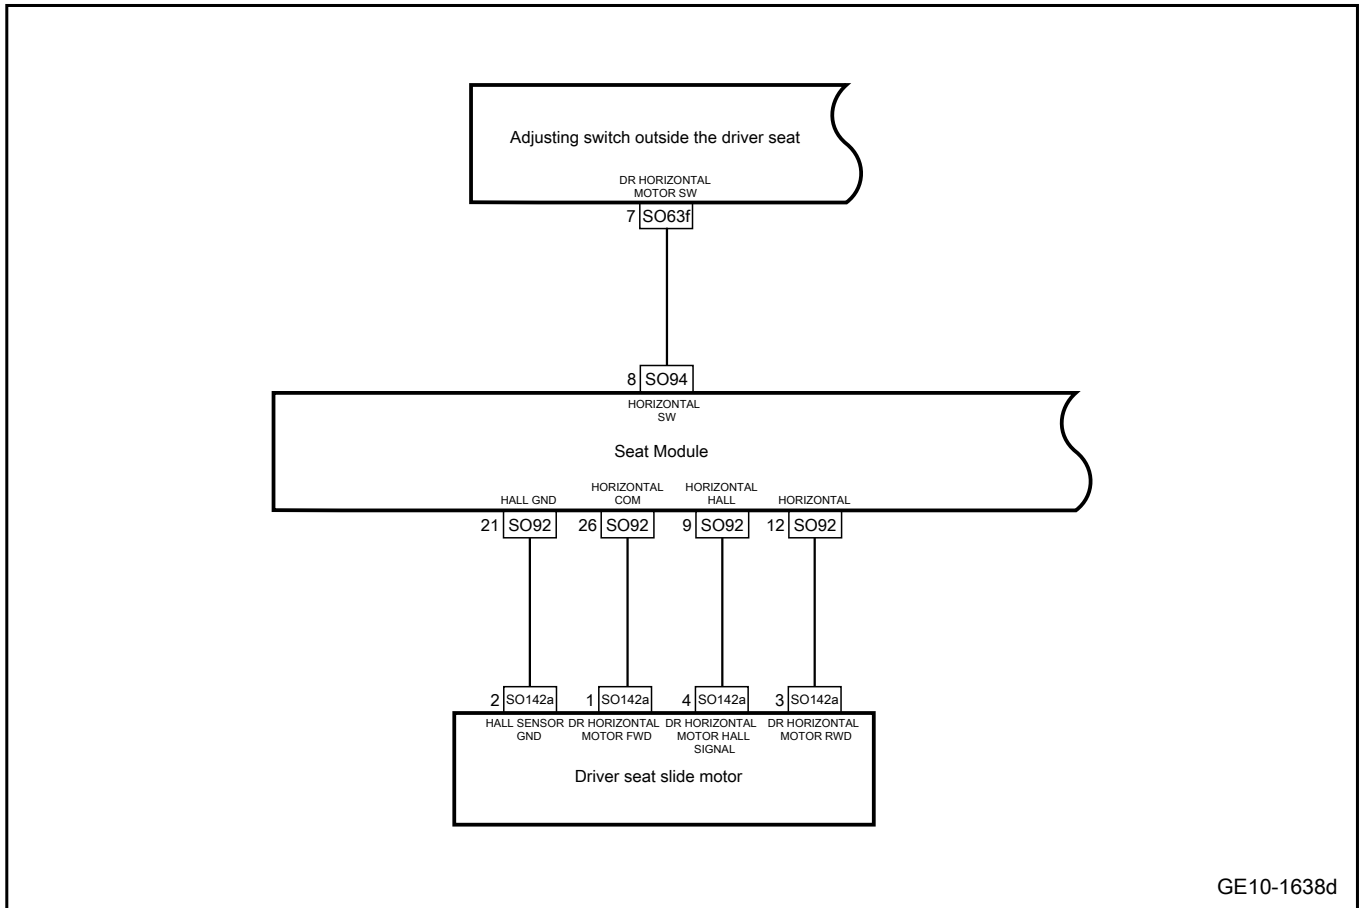 Adjusting switch outside the driver seat
DR HORIZONTAL
MOTOR SW
7 SO63f
8 SO94
HORIZONTAL
SW
Seat Module
HALL GND
HORIZONTAL
COM
HORIZONTAL
HALL
HORIZONTAL
21 SO92
26 SO92
9 SO92
12 SO92
2 SO142a
1 SO142a
4 SO142a
3 SO142a
HALL SENSOR
GND
DR HORIZONTAL
MOTOR FWD
DR HORIZONTAL
MOTOR HALL
SIGNAL
DR HORIZONTAL
MOTOR RWD
Driver seat slide motor
GE10-1638d